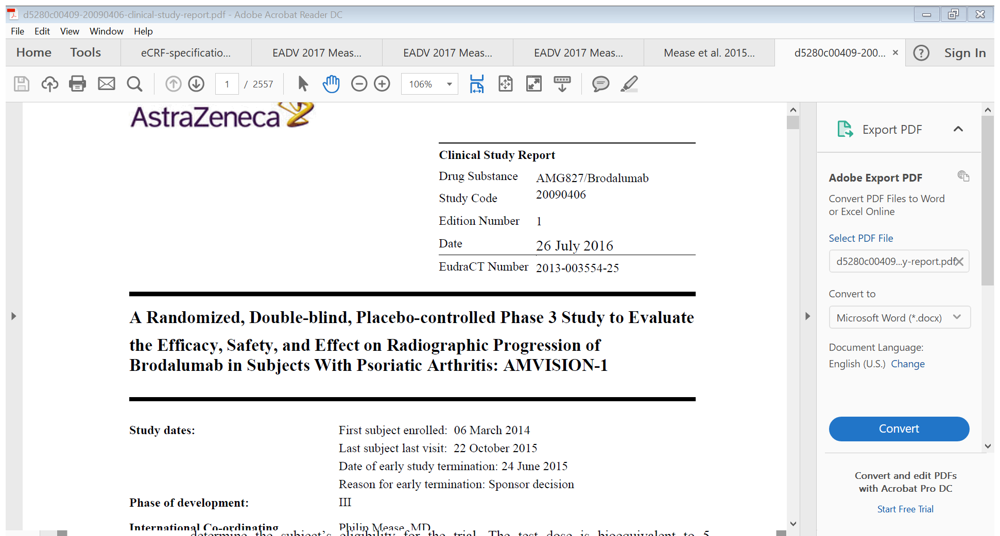 d5280c00409-20090406-clinical-study-report.pdf - Adobe Acrobat Reader DC
File Edit View Window Help
Home Tools eCRF-specificatio... EADV 2017 Meas... EADV 2017 Meas... EADV 2017 Meas... Mease et al. 2015... d5280c00409-200... × ? Sign In
1 / 2557 106%
AstraZeneca
Clinical Study Report
Drug Substance AMG827/Brodalumab
Study Code 20090406
Edition Number 1
Date 26 July 2016
EudraCT Number 2013-003554-25
A Randomized, Double-blind, Placebo-controlled Phase 3 Study to Evaluate
the Efficacy, Safety, and Effect on Radiographic Progression of
Brodalumab in Subjects With Psoriatic Arthritis: AMVISION-1
Study dates: First subject enrolled: 06 March 2014
Last subject last visit: 22 October 2015
Date of early study termination: 24 June 2015
Reason for early termination: Sponsor decision
Phase of development: III
International Co-ordinating Philip Mease, MD
determine the subject's eligibility for the trial. The test dose is bioequivalent to 5
Export PDF
Adobe Export PDF
Convert PDF Files to Word
or Excel Online
Select PDF File
d5280c00409...y-report.pdf
Convert to
Microsoft Word (*.docx)
Document Language:
English (U.S.) Change
Convert
Convert and edit PDFs
with Acrobat Pro DC
Start Free Trial